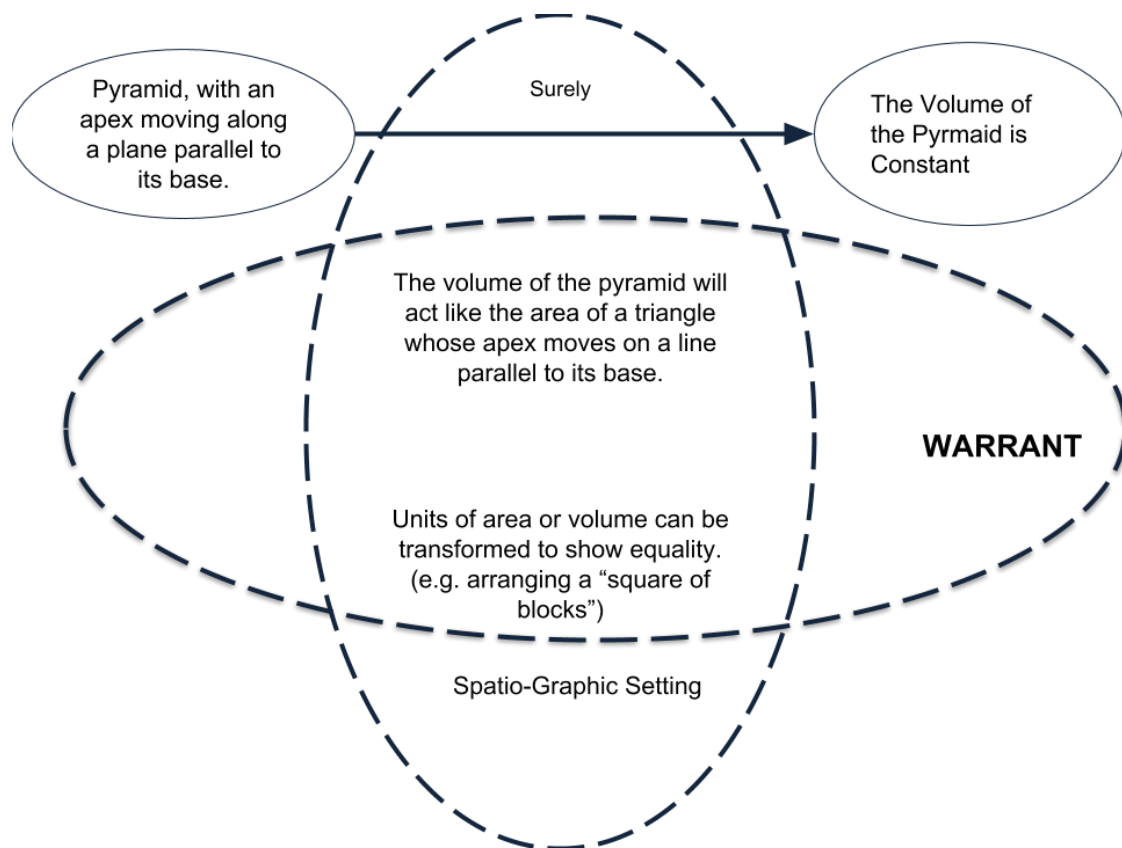 Pyramid, with an
apex moving along
a plane parallel to
its base.
Surely
The Volume of
the Pyrmaid is
Constant
The volume of the pyramid will
act like the area of a triangle
whose apex moves on a line
parallel to its base.
WARRANT
Units of area or volume can be
transformed to show equality.
(e.g. arranging a “square of
blocks”)
Spatio-Graphic Setting